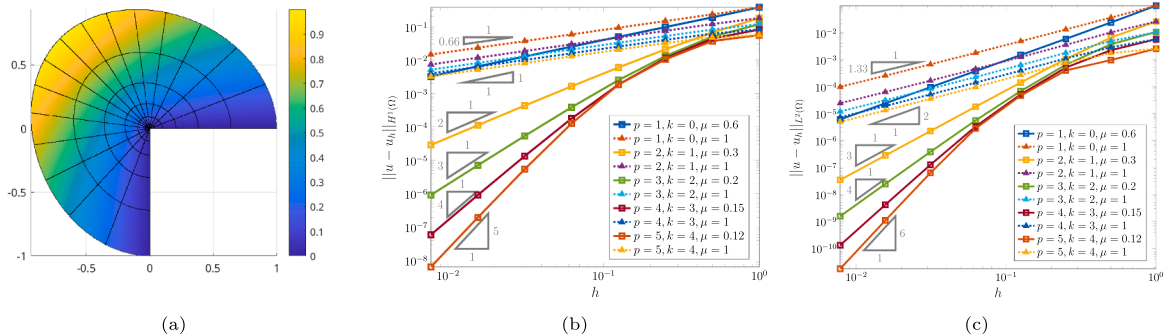 0.5
0
-0.5
-1
-0.5
0
0.5
1
0.9
0.8
0.7
0.6
0.5
0.4
0.3
0.2
0.1
0
(a)
||u − u_h||_{H^1(Ω)}
10^{-1}
10^{-2}
10^{-3}
10^{-4}
10^{-5}
10^{-6}
10^{-7}
10^{-8}
0.66
1
1
1
2
1
3
1
4
1
5
1
p = 1, k = 0, μ = 0.6
p = 1, k = 0, μ = 1
p = 2, k = 1, μ = 0.3
p = 2, k = 1, μ = 1
p = 3, k = 2, μ = 0.2
p = 3, k = 2, μ = 1
p = 4, k = 3, μ = 0.15
p = 4, k = 3, μ = 1
p = 5, k = 4, μ = 0.12
p = 5, k = 4, μ = 1
10^{-2}
10^{-1}
10^{0}
h
(b)
||u − u_h||_{L^2(Ω)}
10^{0}
10^{-1}
10^{-2}
10^{-3}
10^{-4}
10^{-5}
10^{-6}
10^{-7}
10^{-8}
10^{-9}
10^{-10}
1.33
1
2
1
3
1
4
1
6
1
p = 1, k = 0, μ = 0.6
p = 1, k = 0, μ = 1
p = 2, k = 1, μ = 0.3
p = 2, k = 1, μ = 1
p = 3, k = 2, μ = 0.2
p = 3, k = 2, μ = 1
p = 4, k = 3, μ = 0.15
p = 4, k = 3, μ = 1
p = 5, k = 4, μ = 0.12
p = 5, k = 4, μ = 1
10^{-2}
10^{-1}
10^{0}
h
(c)